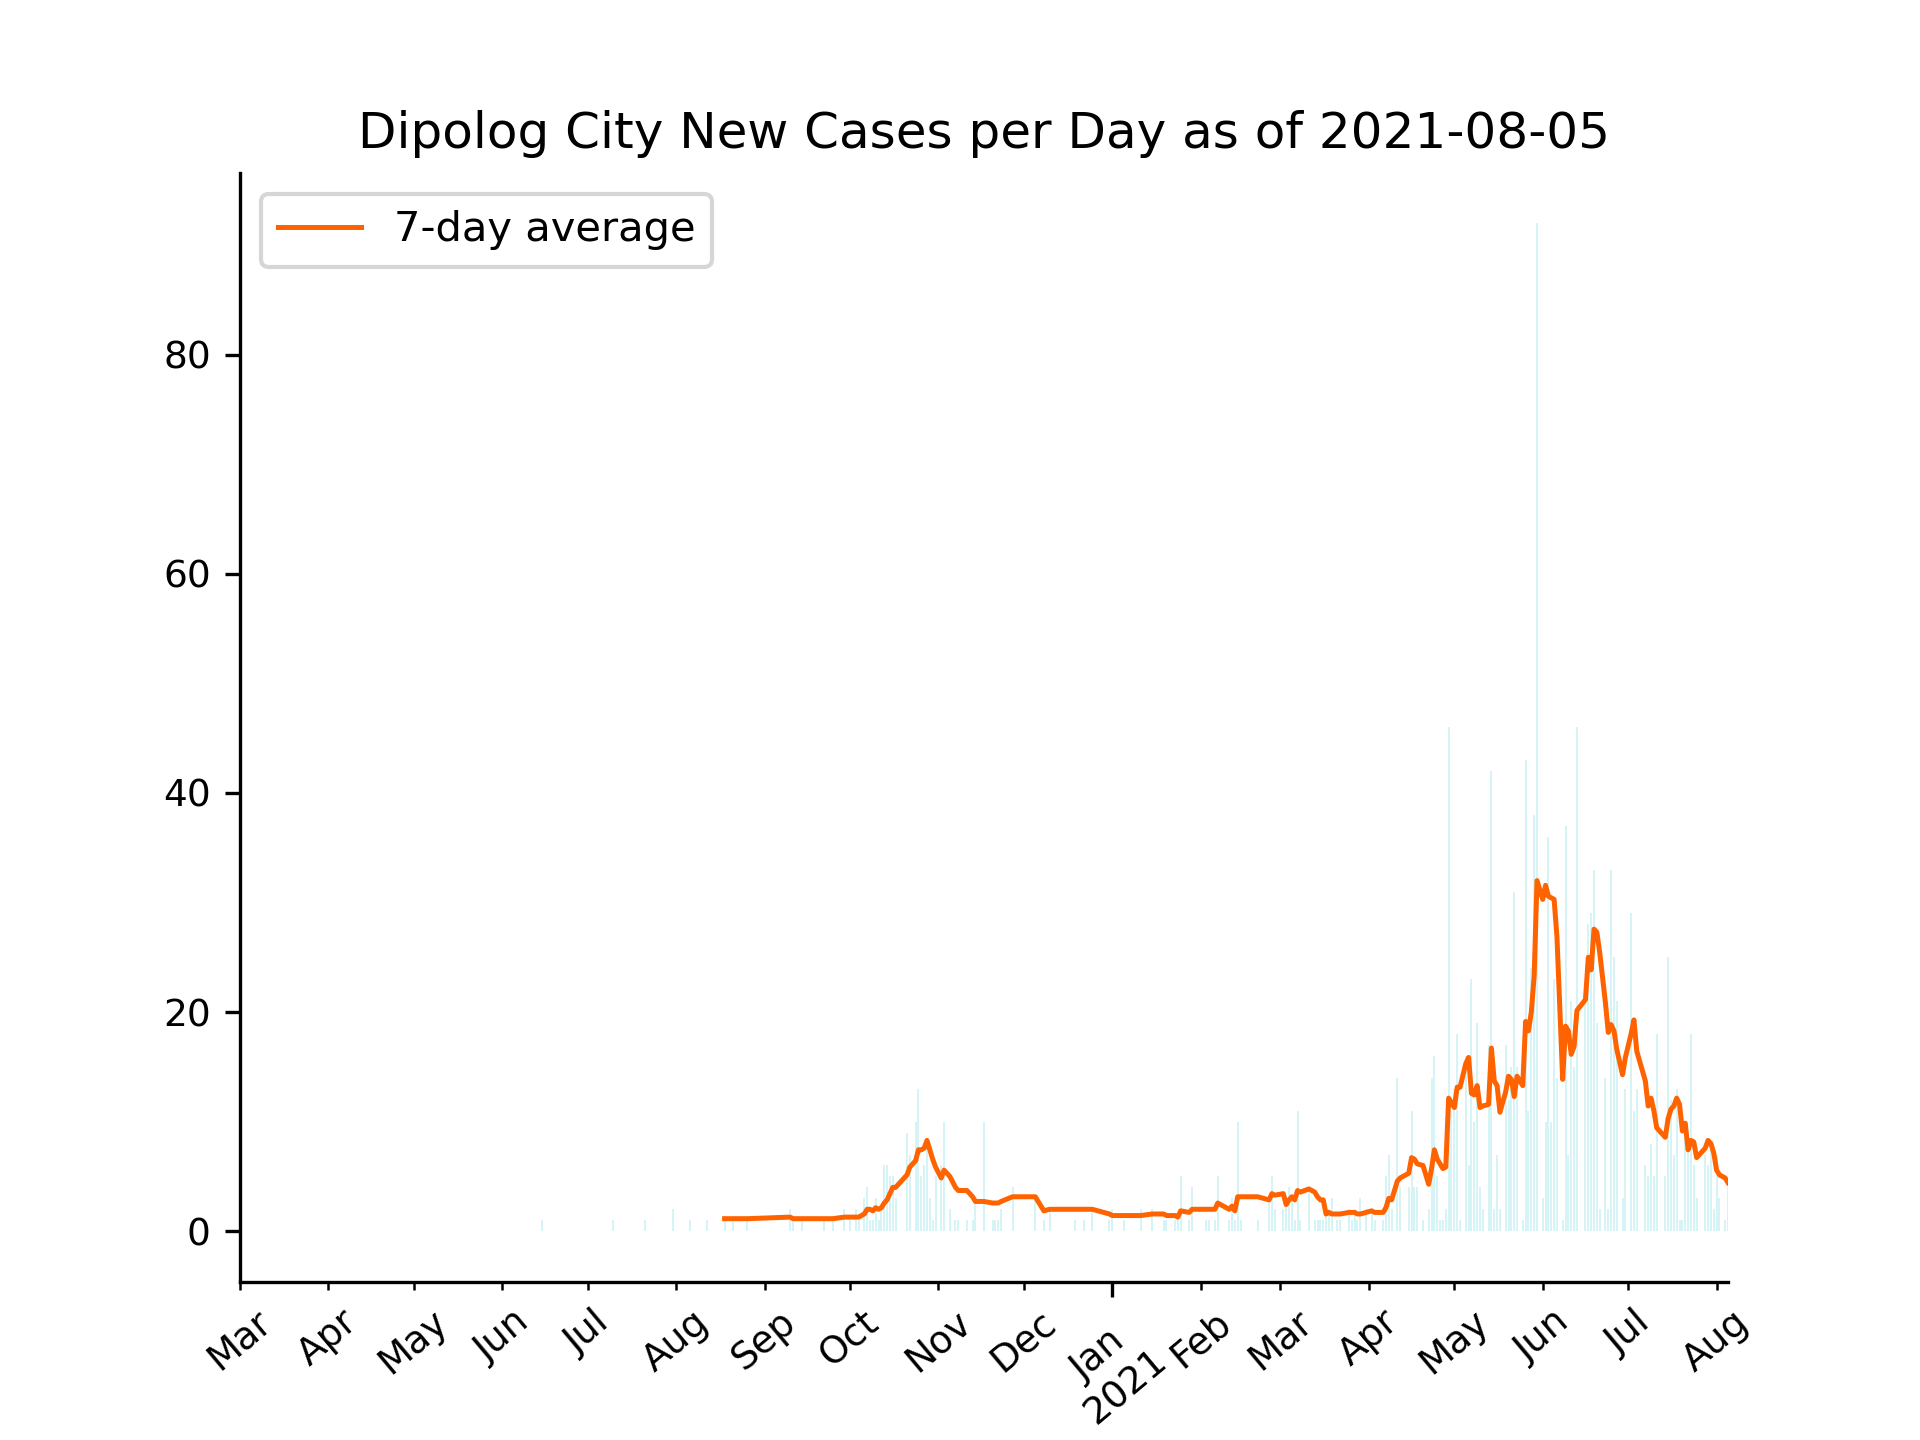 Dipolog City New Cases per Day as of 2021-08-05
7-day average
80
60
40
20
0
Mar Apr May Jun Jul Aug Sep Oct Nov Dec Jan Feb Mar Apr May Jun Jul Aug
2021